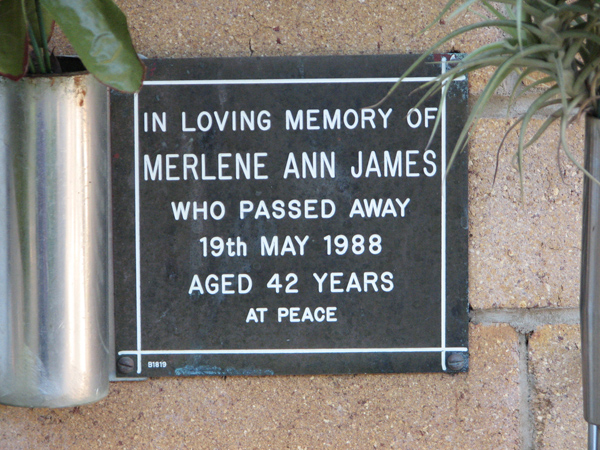 IN LOVING MEMORY OF
MERLENE ANN JAMES
WHO PASSED AWAY
19th MAY 1988
AGED 42 YEARS
AT PEACE
B1819